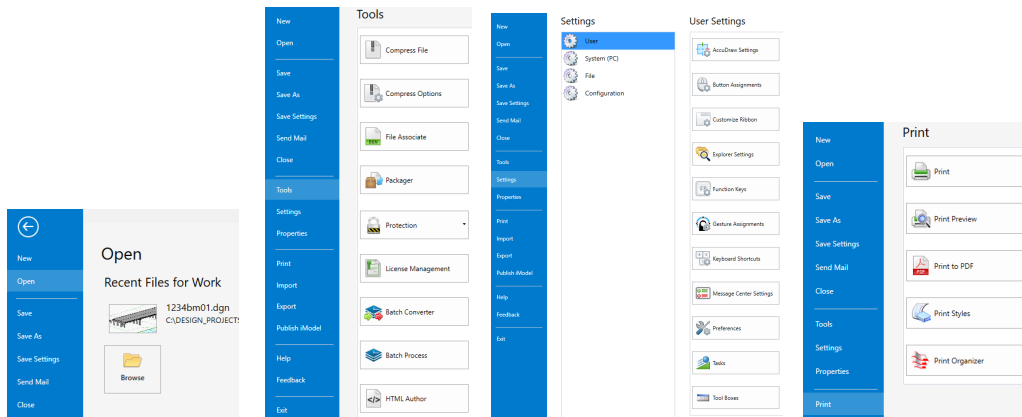 New
Open
Save
Save As
Save Settings
Send Mail
Close
Open
Recent Files for Work
1234bm01.dgn
C:\DESIGN_PROJECTS
Browse
New
Open
Save
Save As
Save Settings
Send Mail
Close
Tools
Settings
Properties
Print
Import
Export
Publish iModel
Help
Feedback
Exit
Tools
Compress File
Compress Options
File Associate
Packager
Protection
License Management
Batch Converter
Batch Process
HTML Author
New
Open
Save
Save As
Save Settings
Send Mail
Close
Tools
Settings
Properties
Print
Import
Export
Publish iModel
Help
Feedback
Exit
Settings
User
System (PC)
File
Configuration
User Settings
AccuDraw Settings
Button Assignments
Customize Ribbon
Explorer Settings
Function Keys
Gesture Assignments
Keyboard Shortcuts
Message Center Settings
Preferences
Tasks
Tool Boxes
New
Open
Save
Save As
Save Settings
Send Mail
Close
Tools
Settings
Properties
Print
Print
Print
Print Preview
Print to PDF
Print Styles
Print Organizer